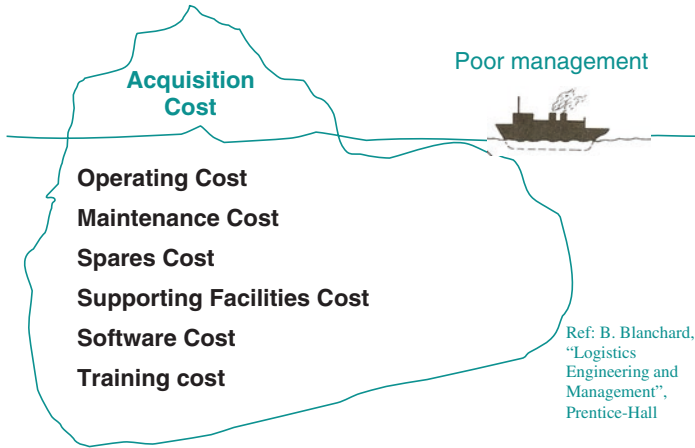 Acquisition
Cost
Poor management
Operating Cost
Maintenance Cost
Spares Cost
Supporting Facilities Cost
Software Cost
Training cost
Ref: B. Blanchard,
“Logistics
Engineering and
Management”,
Prentice-Hall